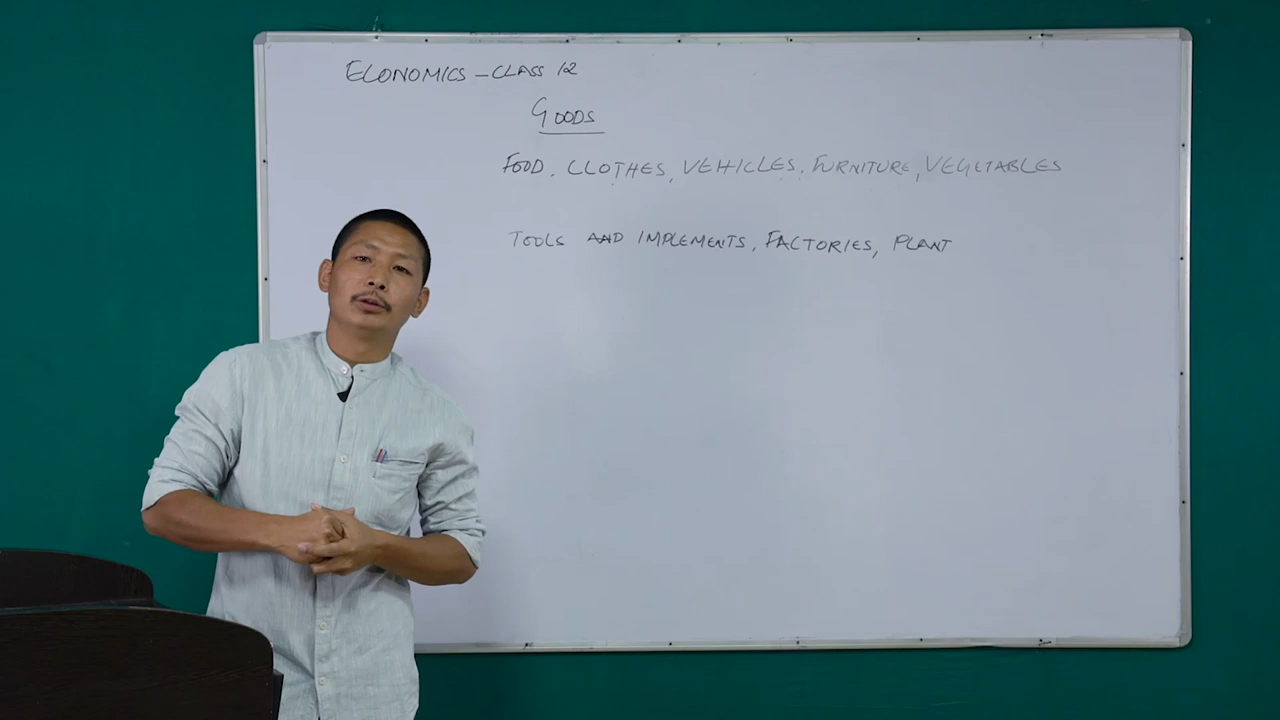 ECONOMICS - CLASS 12
GOODS
FOOD, CLOTHES, VEHICLES, FURNITURE, VEGETABLES
TOOLS AND IMPLEMENTS, FACTORIES, PLANT